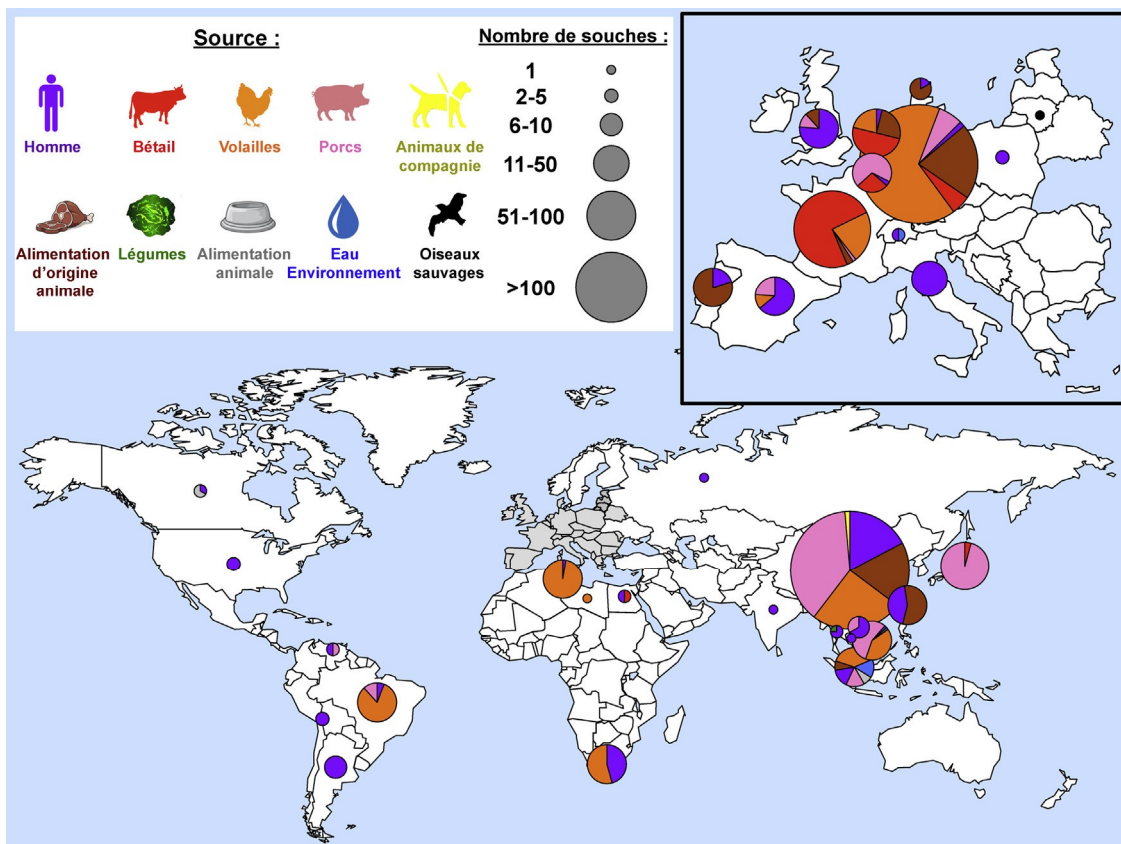 Source :
Nombre de souches :
Homme
Bétail
Volailles
Porcs
Animaux de
compagnie
Alimentation
d'origine
animale
Légumes
Alimentation
animale
Eau
Environnement
Oiseaux
sauvages
1
2-5
6-10
11-50
51-100
>100